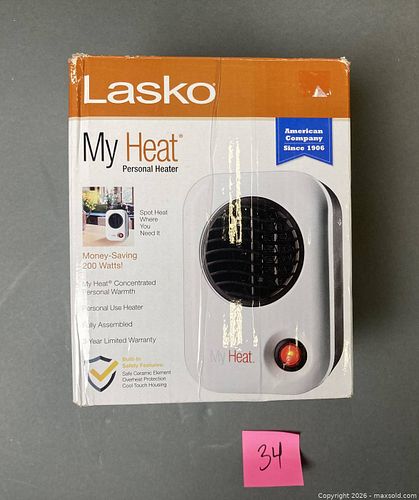 Lasko®
American
Company
Since 1906
My Heat®
Personal Heater
Spot Heat
Where
You
Need It
Money-Saving
200 Watts!
My Heat® Concentrated
Personal Warmth
Personal Use Heater
Fully Assembled
Year Limited Warranty
Built-In
Safety Features:
Safe Ceramic Element
Overheat Protection
Cool Touch Housing
My Heat.
34
Copyright 2026 - maxsold.com